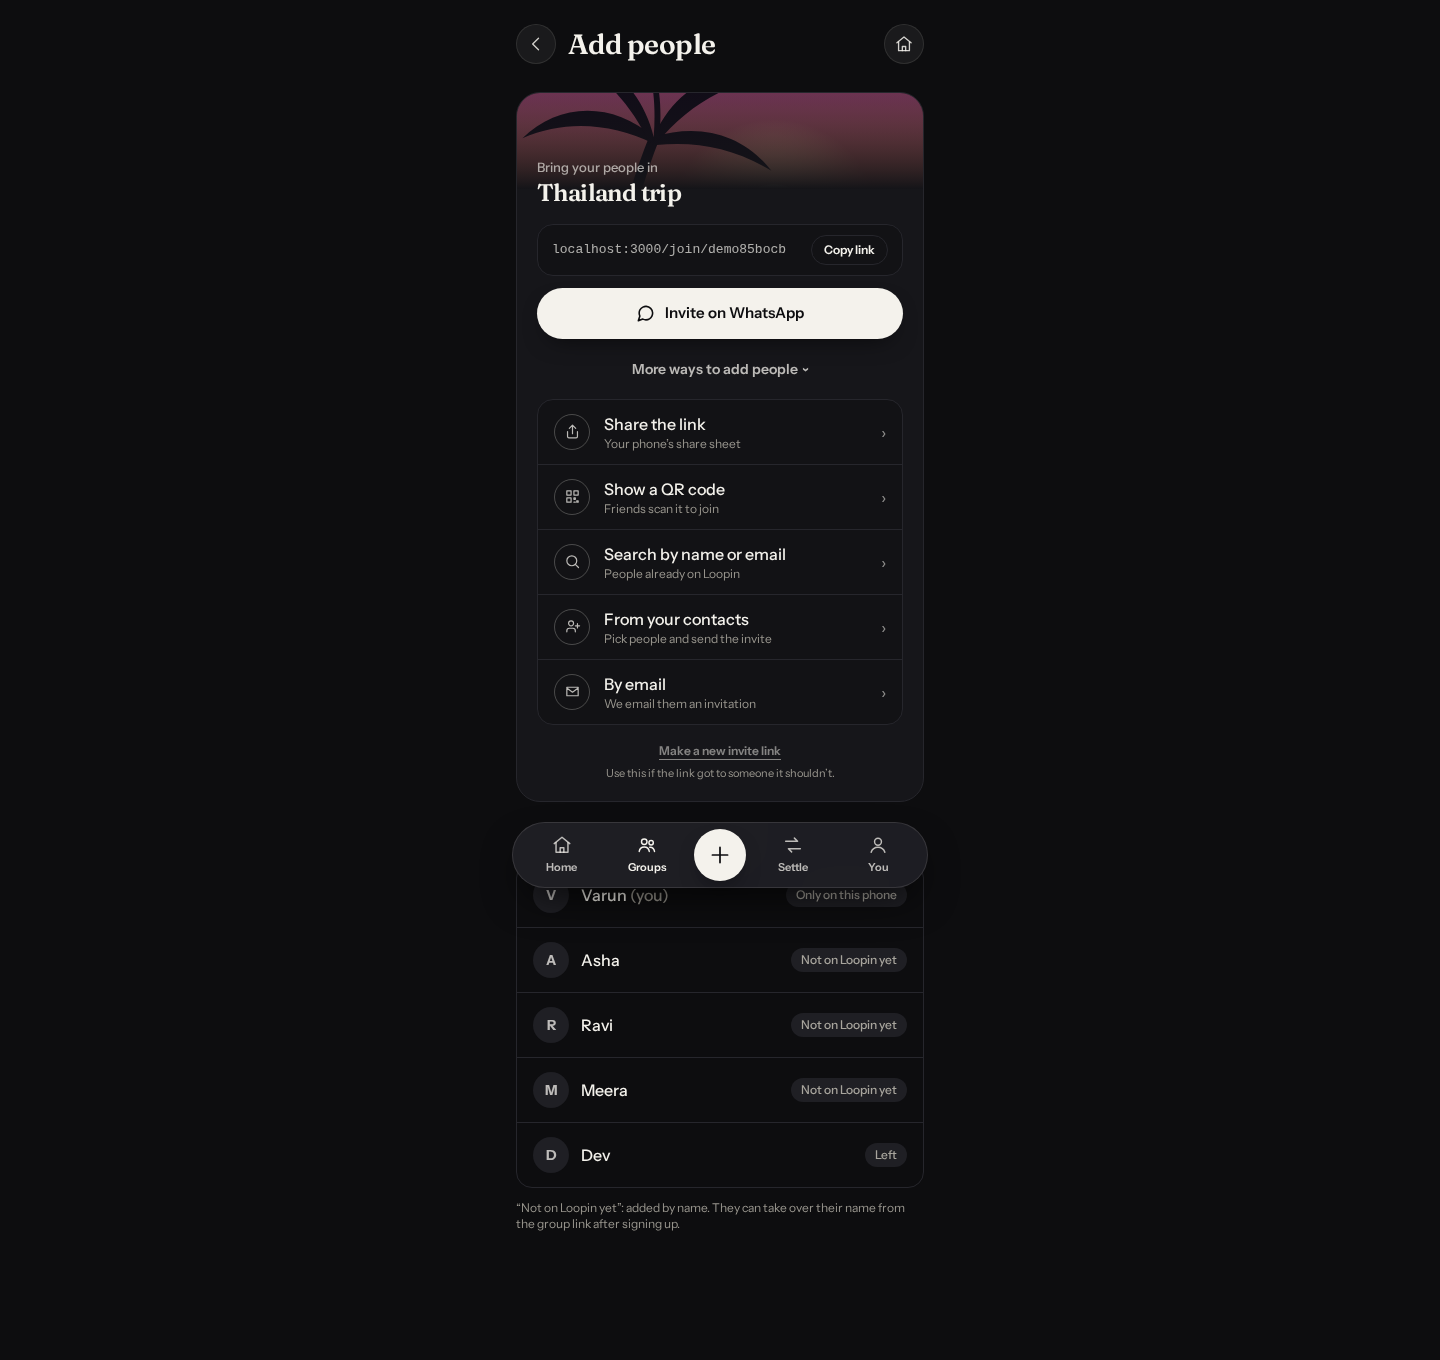 Add people
Bring your people in
Thailand trip
localhost:3000/join/demo85bocb
Copy link
Invite on WhatsApp
More ways to add people
Share the link
Your phone's share sheet
Show a QR code
Friends scan it to join
Search by name or email
People already on Loopin
From your contacts
Pick people and send the invite
By email
We email them an invitation
Make a new invite link
Use this if the link got to someone it shouldn't.
Home
Groups
Settle
You
V
Varun (you)
Only on this phone
A
Asha
Not on Loopin yet
R
Ravi
Not on Loopin yet
M
Meera
Not on Loopin yet
D
Dev
Left
“Not on Loopin yet”: added by name. They can take over their name from
the group link after signing up.